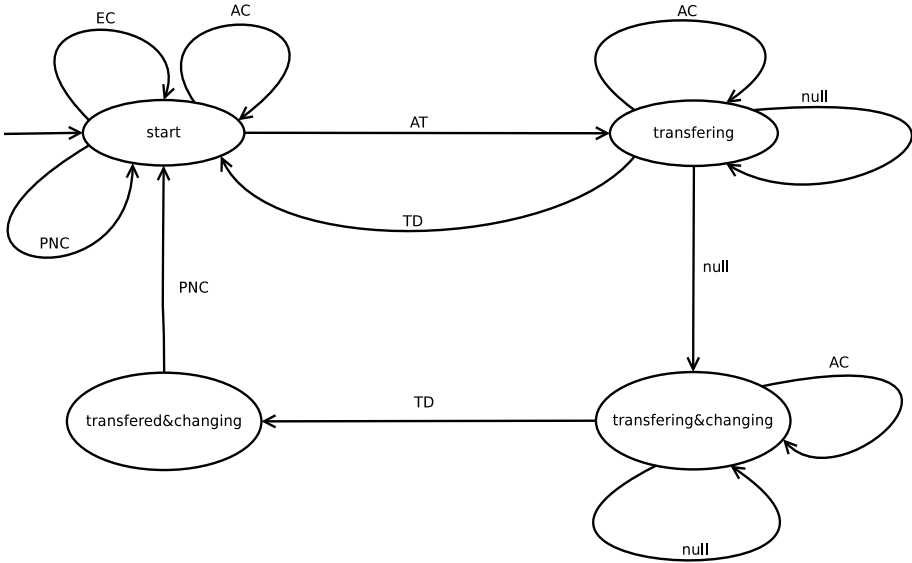 EC
AC
AC
null
start
AT
transfering
PNC
TD
null
PNC
AC
TD
transfered&changing
transfering&changing
null